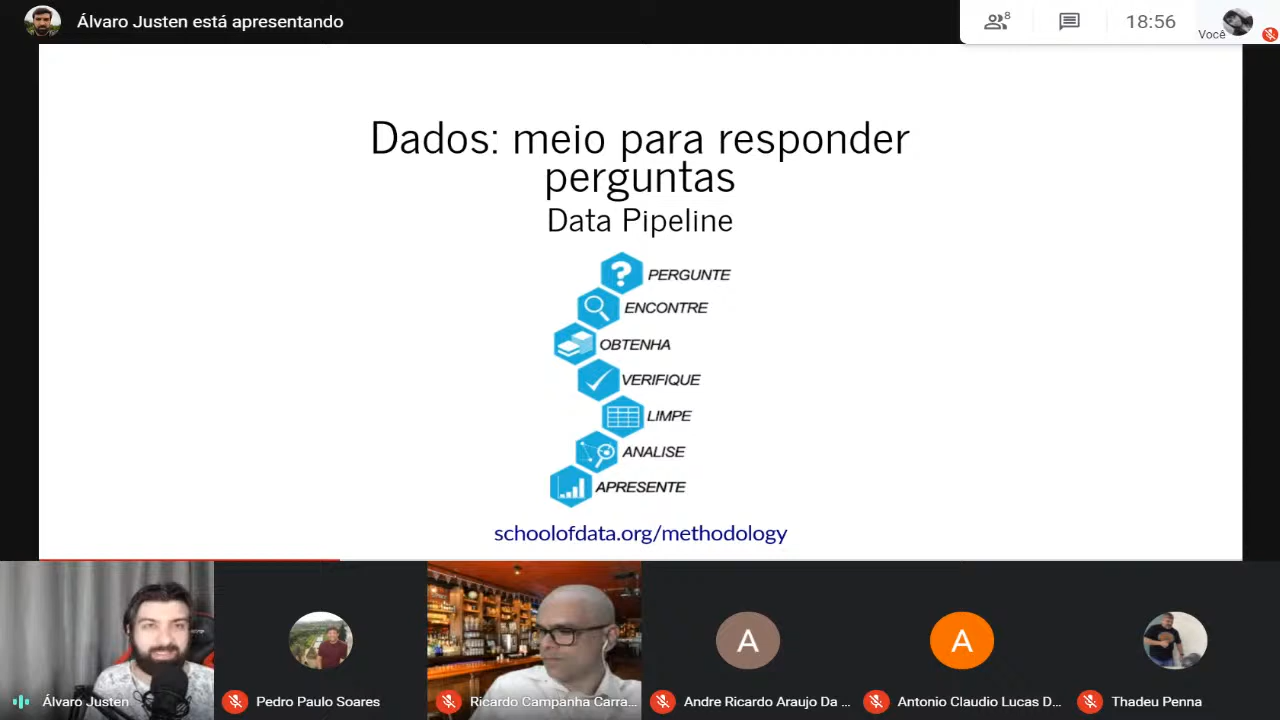 Álvaro Justen está apresentando
8
18:56
Você
Dados: meio para responder
perguntas
Data Pipeline
PERGUNTE
ENCONTRE
OBTENHA
VERIFIQUE
LIMPE
ANALISE
APRESENTE
schoolofdata.org/methodology
A
A
Álvaro Justen
Pedro Paulo Soares
Ricardo Campanha Carra...
Andre Ricardo Araujo Da ...
Antonio Claudio Lucas D...
Thadeu Penna